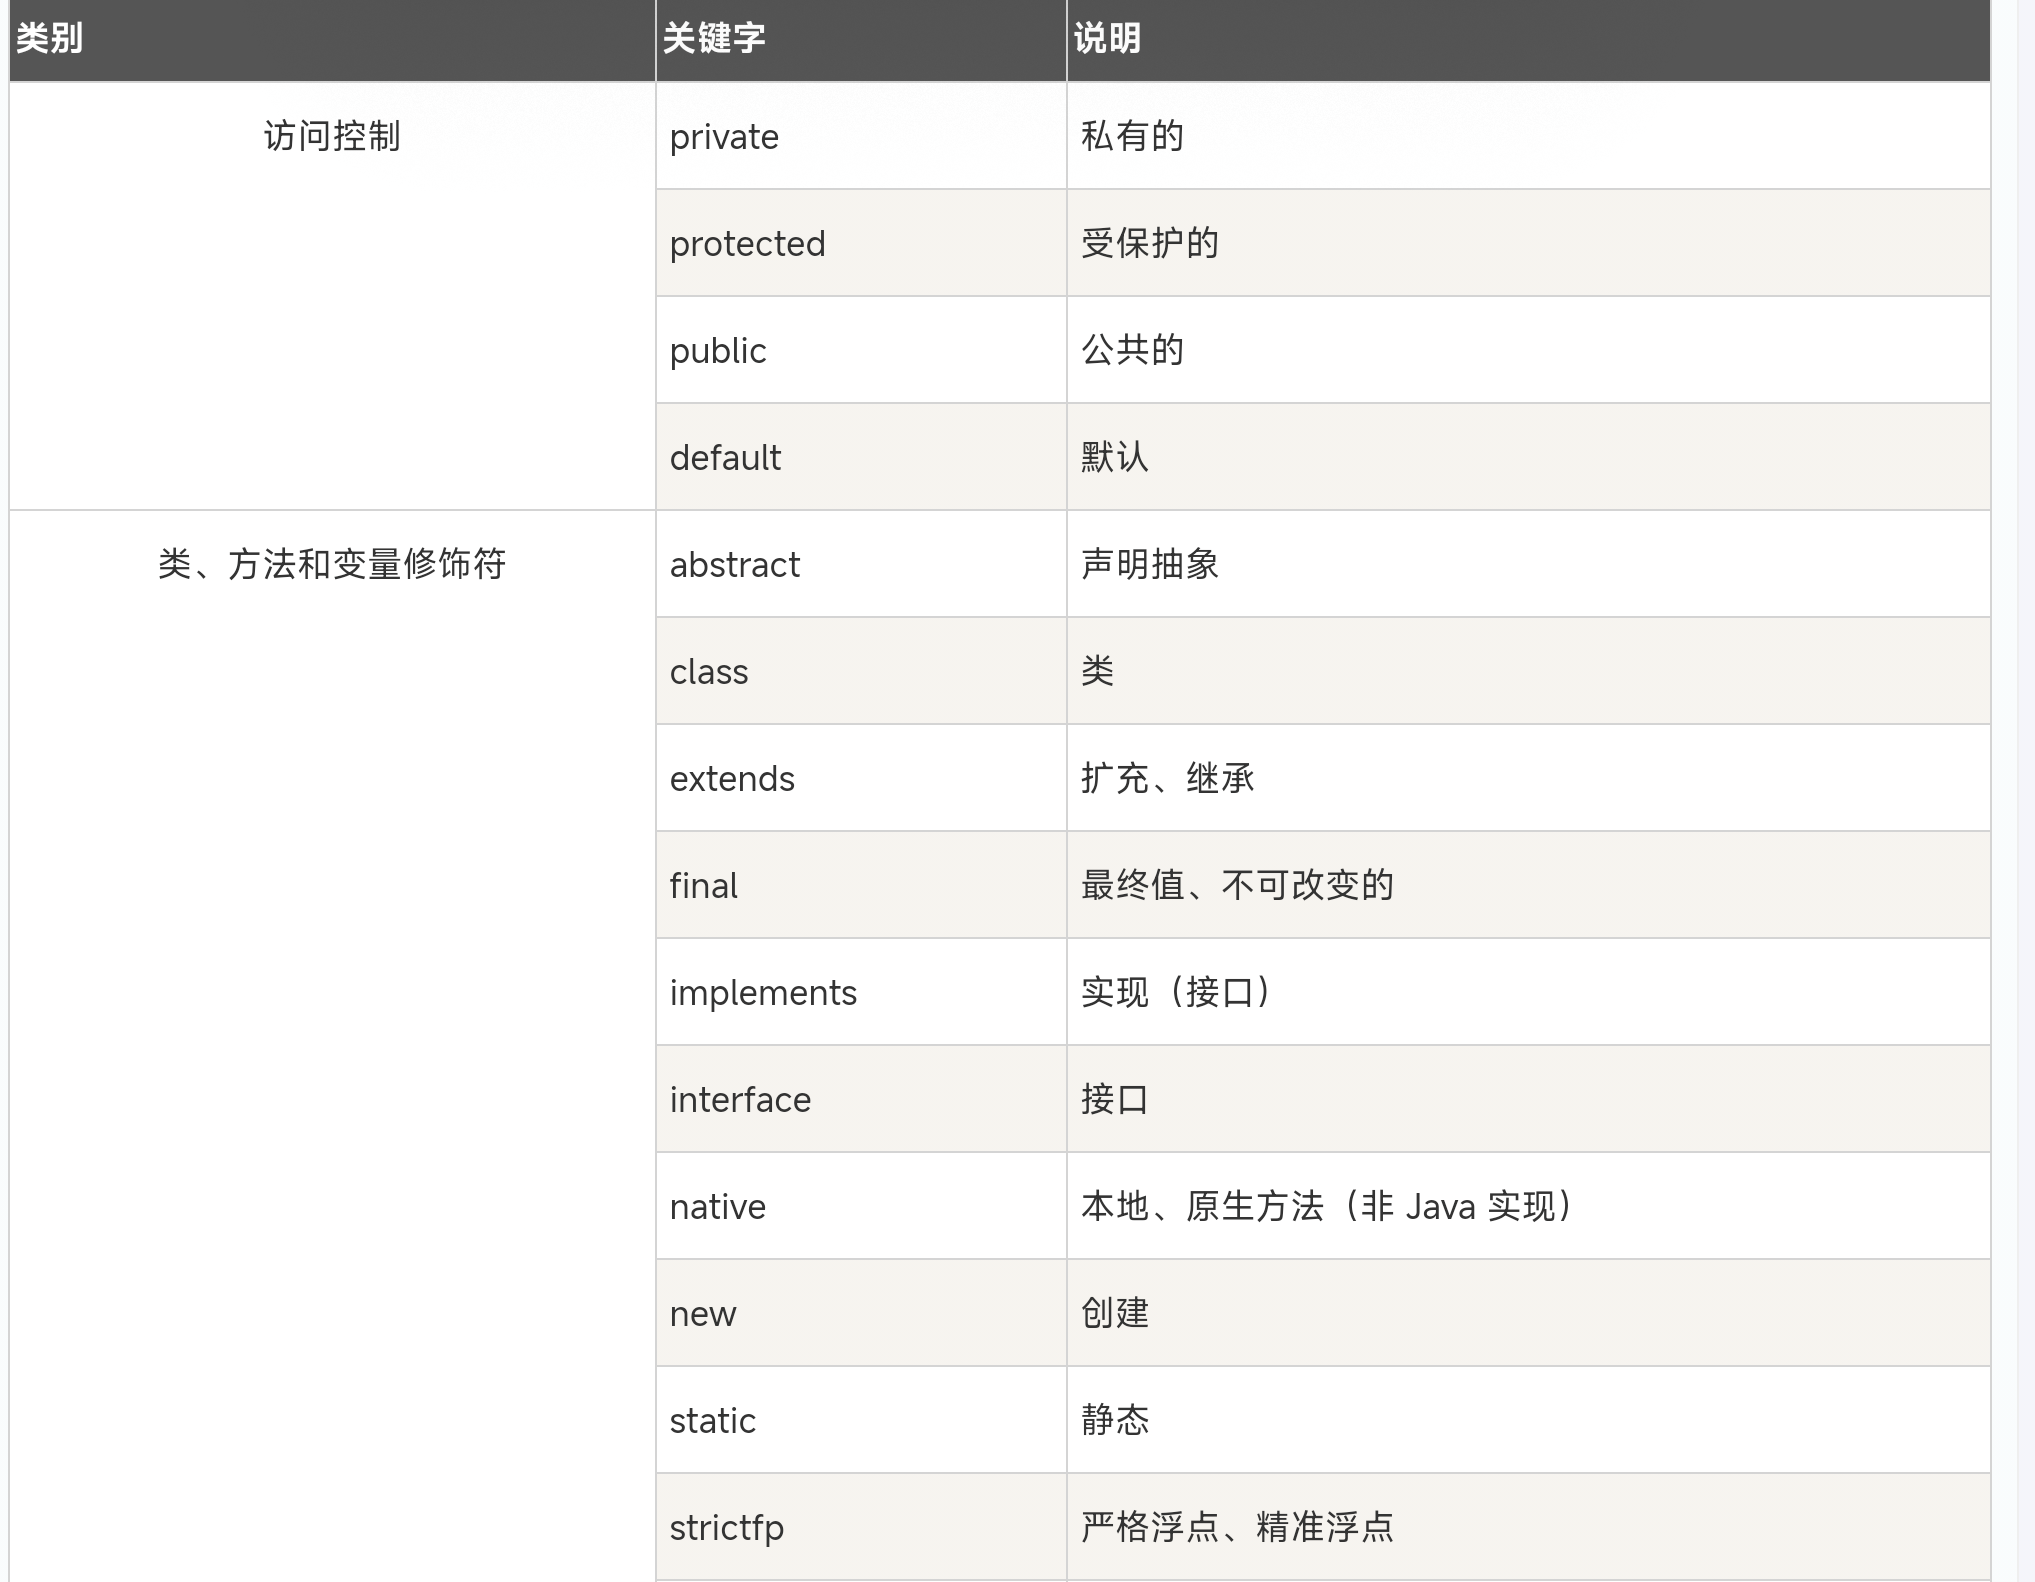 类别 关键字 说明
访问控制 private 私有的
protected 受保护的
public 公共的
default 默认
类、方法和变量修饰符 abstract 声明抽象
class 类
extends 扩充、继承
final 最终值、不可改变的
implements 实现（接口）
interface 接口
native 本地、原生方法（非 Java 实现）
new 创建
static 静态
strictfp 严格浮点、精准浮点